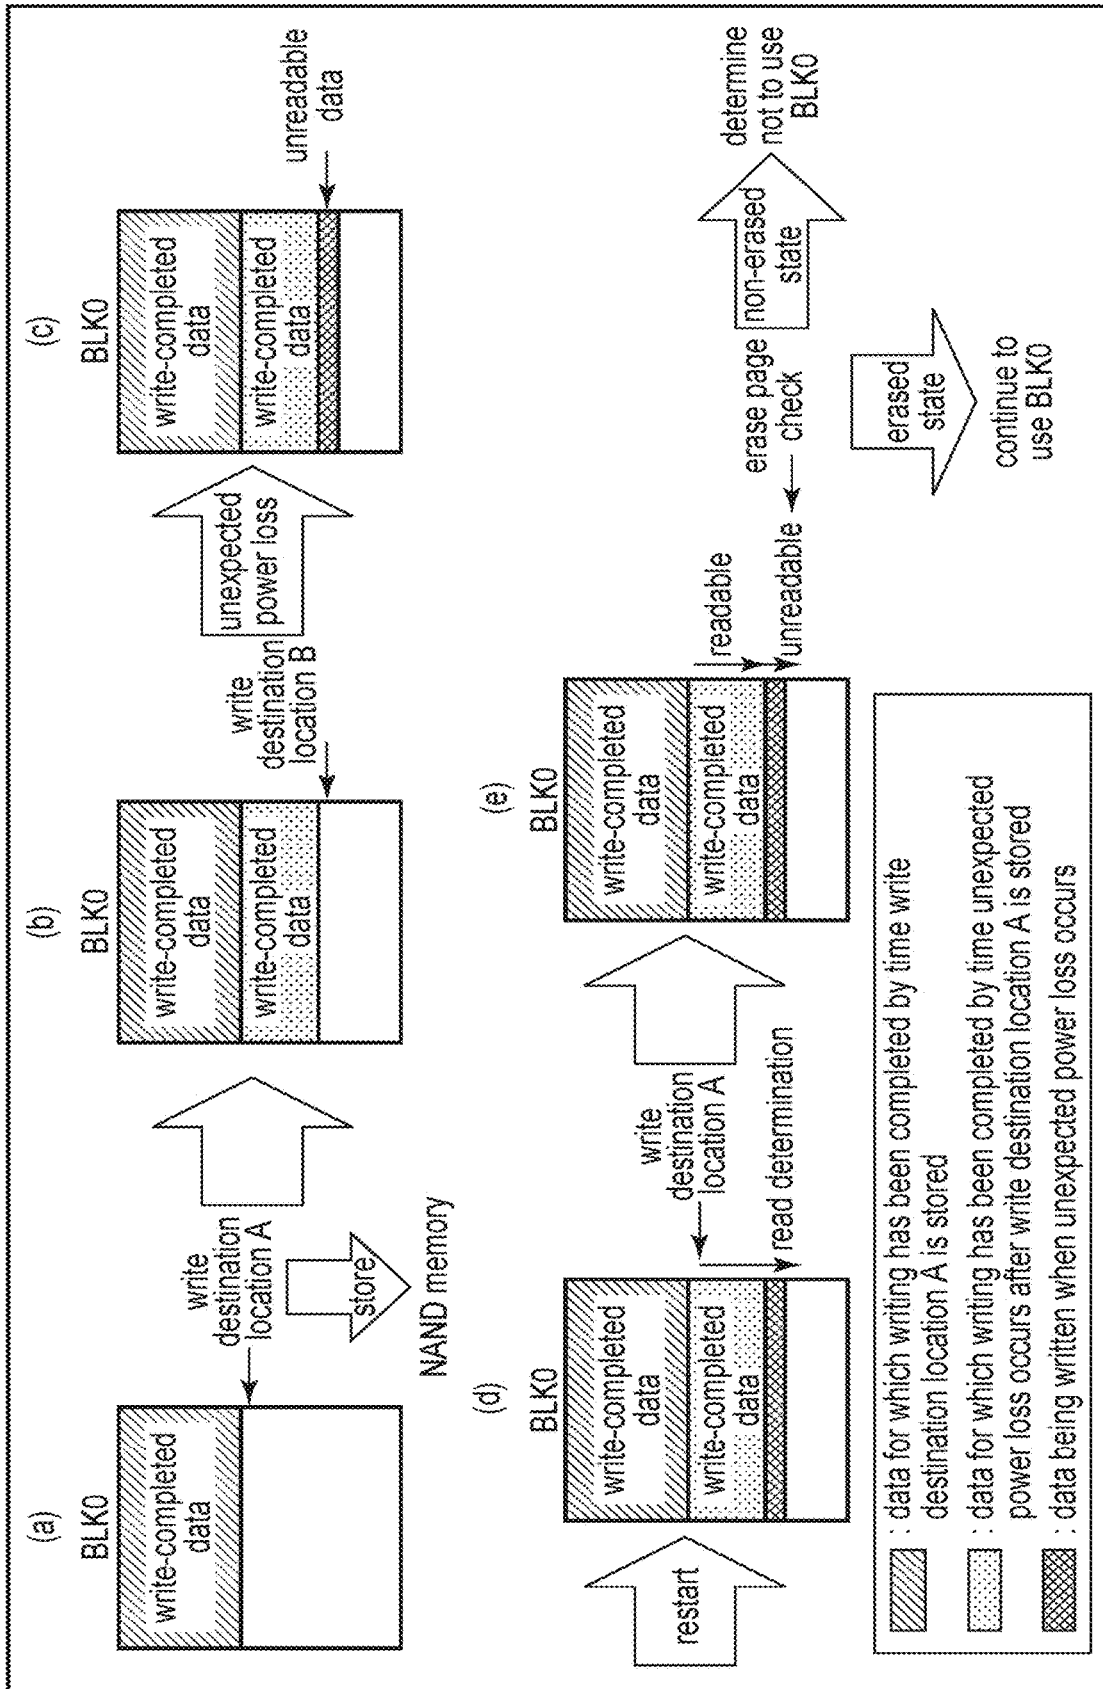 (a)
BLK0
write-completed
data
write
destination
location A
store
NAND memory
(b)
BLK0
write-completed
data
write-completed
data
write
destination
location B
unexpected
power loss
(c)
BLK0
write-completed
data
write-completed
data
unreadable
data
restart
(d)
BLK0
write-completed
data
write-completed
data
write
destination
location A
read determination
(e)
BLK0
write-completed
data
write-completed
data
readable
unreadable
erase page
check
non-erased
state
determine
not to use
BLK0
erased
state
continue to
use BLK0
: data for which writing has been completed by time write
destination location A is stored
: data for which writing has been completed by time unexpected
power loss occurs after write destination location A is stored
: data being written when unexpected power loss occurs